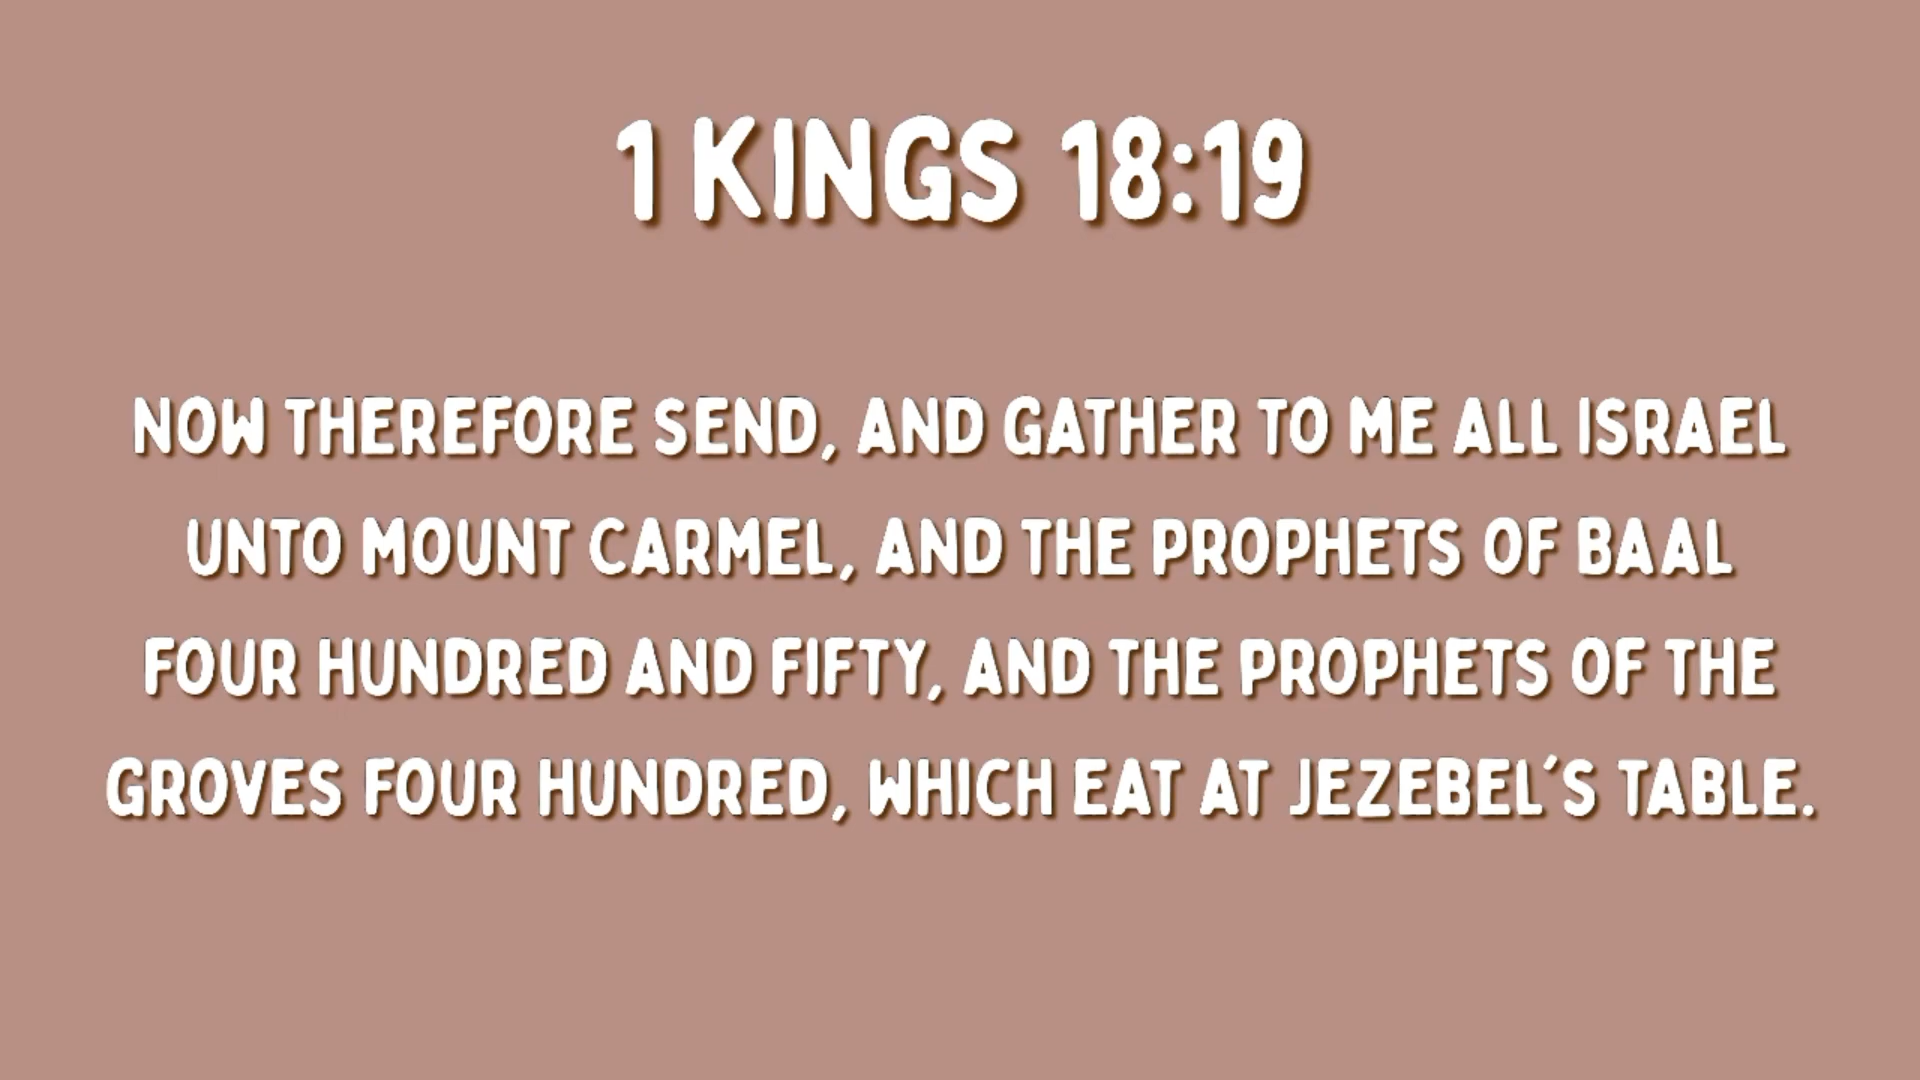 1 KINGS 18:19
NOW THEREFORE SEND, AND GATHER TO ME ALL ISRAEL
UNTO MOUNT CARMEL, AND THE PROPHETS OF BAAL
FOUR HUNDRED AND FIFTY, AND THE PROPHETS OF THE
GROVES FOUR HUNDRED, WHICH EAT AT JEZEBEL'S TABLE.